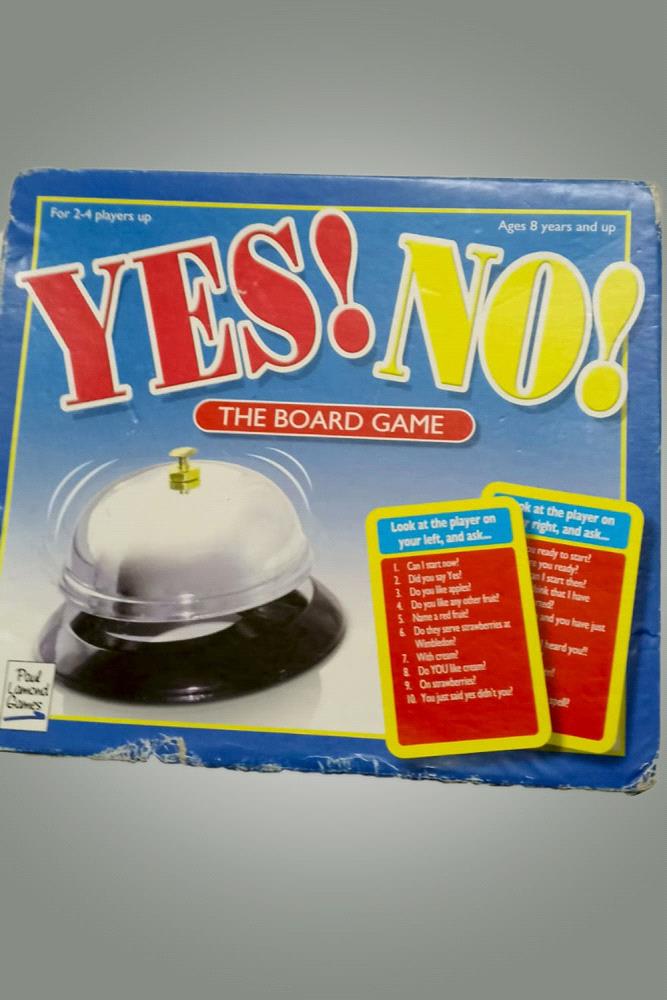 For 2-4 players up
Ages 8 years and up
YES! NO!
THE BOARD GAME
Look at the player on
your left, and ask...
1. Can I start now?
2. Did you say Yes?
3. Do you like apples?
4. Do you like any other fruit?
5. Name a red fruit!
6. Do they serve strawberries at
Wimbledon?
7. With cream?
8. Do YOU like cream?
9. On strawberries?
10. You just said yes didn't you?
at the player on
right, and ask...
ready to start?
you ready?
I start then?
that I have
and you have just
heard you!!
spell?
Paul
Lamond
Games